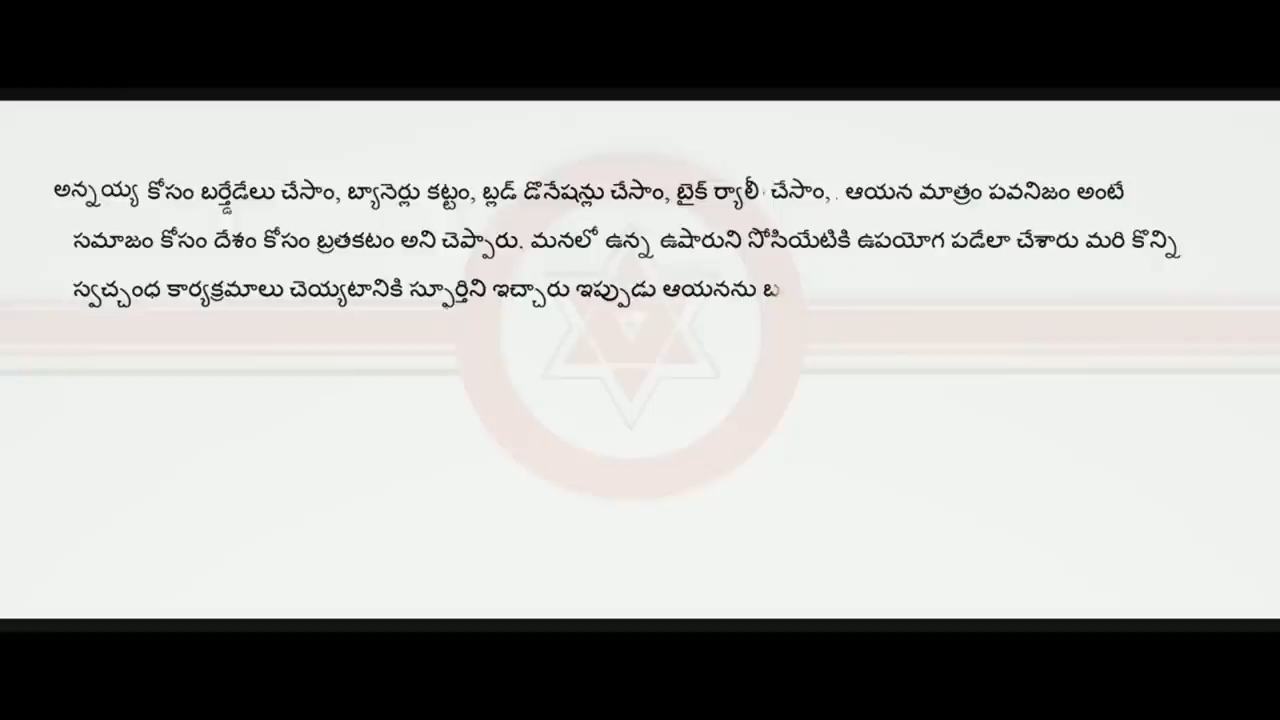 అన్నయ్య కోసం బర్త్డేడేలు చేసాం, బ్యానెర్లు కట్టం, బ్లడ్ డొనేషన్లు చేసాం, బైక్ ర్యాలీ చేసాం, . ఆయన మాత్రం పవనిజం అంటే
సమాజం కోసం దేశం కోసం బ్రతకటం అని చెప్పారు. మనలో ఉన్న ఉషారుని సోసియేటికి ఉపయోగ పడేలా చేశారు మరి కొన్ని
స్వచ్చంధ కార్యక్రమాలు చెయ్యటానికి స్ఫూర్తిని ఇచ్చారు ఇప్పుడు ఆయనను